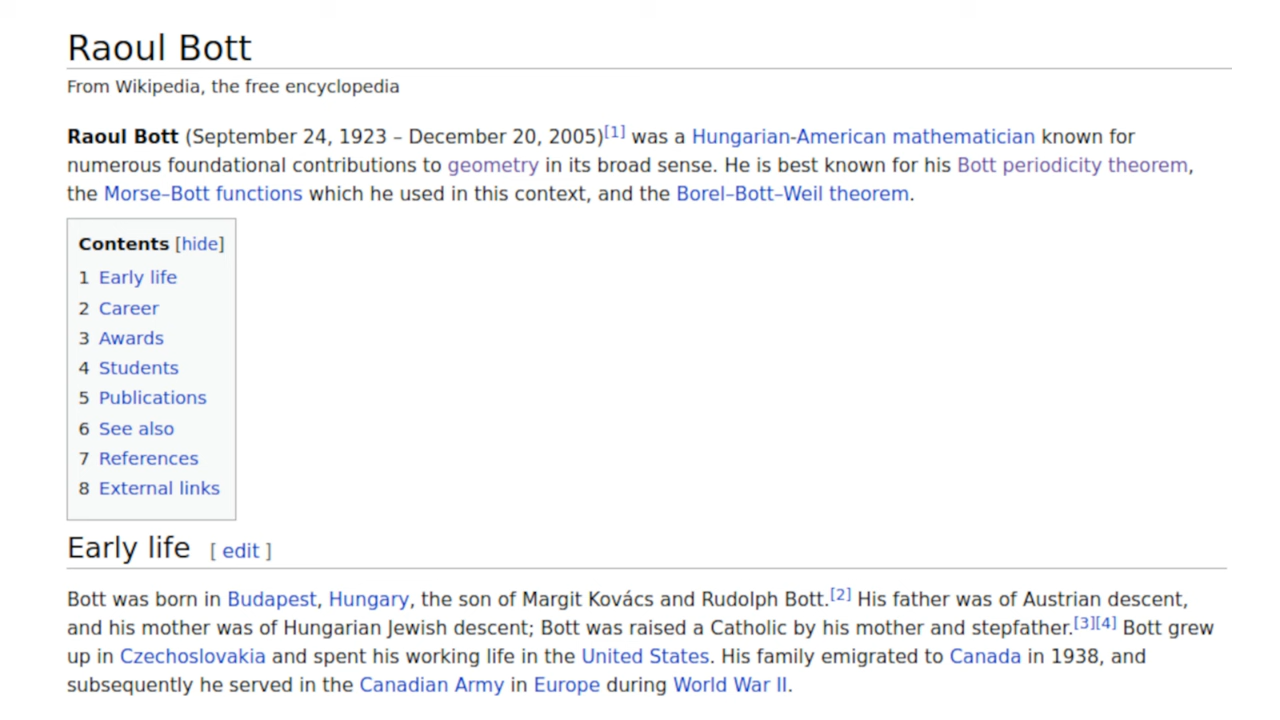 Raoul Bott
From Wikipedia, the free encyclopedia
Raoul Bott (September 24, 1923 – December 20, 2005)[1] was a Hungarian-American mathematician known for
numerous foundational contributions to geometry in its broad sense. He is best known for his Bott periodicity theorem,
the Morse–Bott functions which he used in this context, and the Borel–Bott–Weil theorem.
Contents [hide]
1 Early life
2 Career
3 Awards
4 Students
5 Publications
6 See also
7 References
8 External links
Early life [ edit ]
Bott was born in Budapest, Hungary, the son of Margit Kovács and Rudolph Bott.[2] His father was of Austrian descent,
and his mother was of Hungarian Jewish descent; Bott was raised a Catholic by his mother and stepfather.[3][4] Bott grew
up in Czechoslovakia and spent his working life in the United States. His family emigrated to Canada in 1938, and
subsequently he served in the Canadian Army in Europe during World War II.